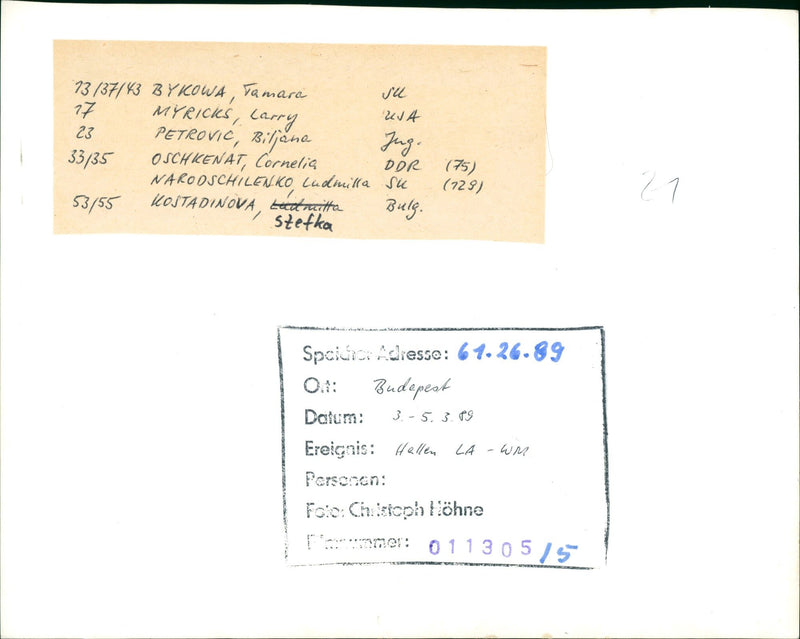 13/37/43 BYKOWA, Tamara SU
17 MYRICKS, Larry USA
23 PETROVIC, Biljana Jug.
33/35 OSCHKENAT, Cornelia DDR (75)
NARODSCHILENKO, Ludmilla SU (129)
53/55 KOSTADINOVA, Ludmilla Bulg.
Stefka
21
Speicher-Adresse: 61.26.89
Ort: Budapest
Datum: 3.-5.3.89
Ereignis: Hallen LA-WM
Personen:
Foto: Christoph Höhne
Filmnummer: 011305/5